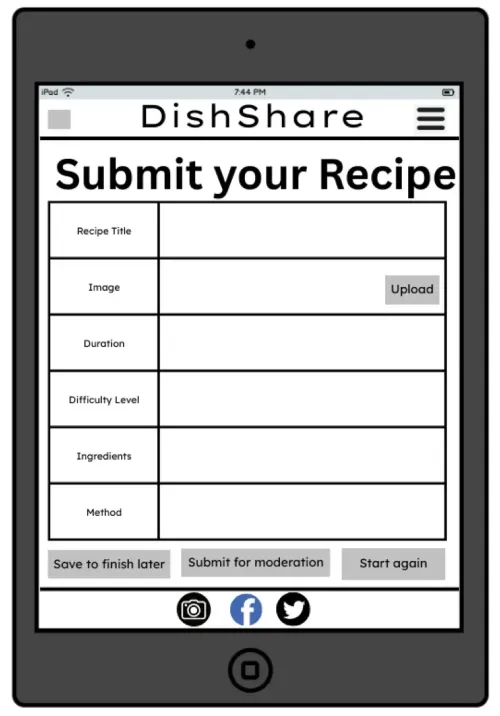 iPad 7:44 PM
DishShare
Submit your Recipe
Recipe Title
Image Upload
Duration
Difficulty Level
Ingredients
Method
Save to finish later Submit for moderation Start again